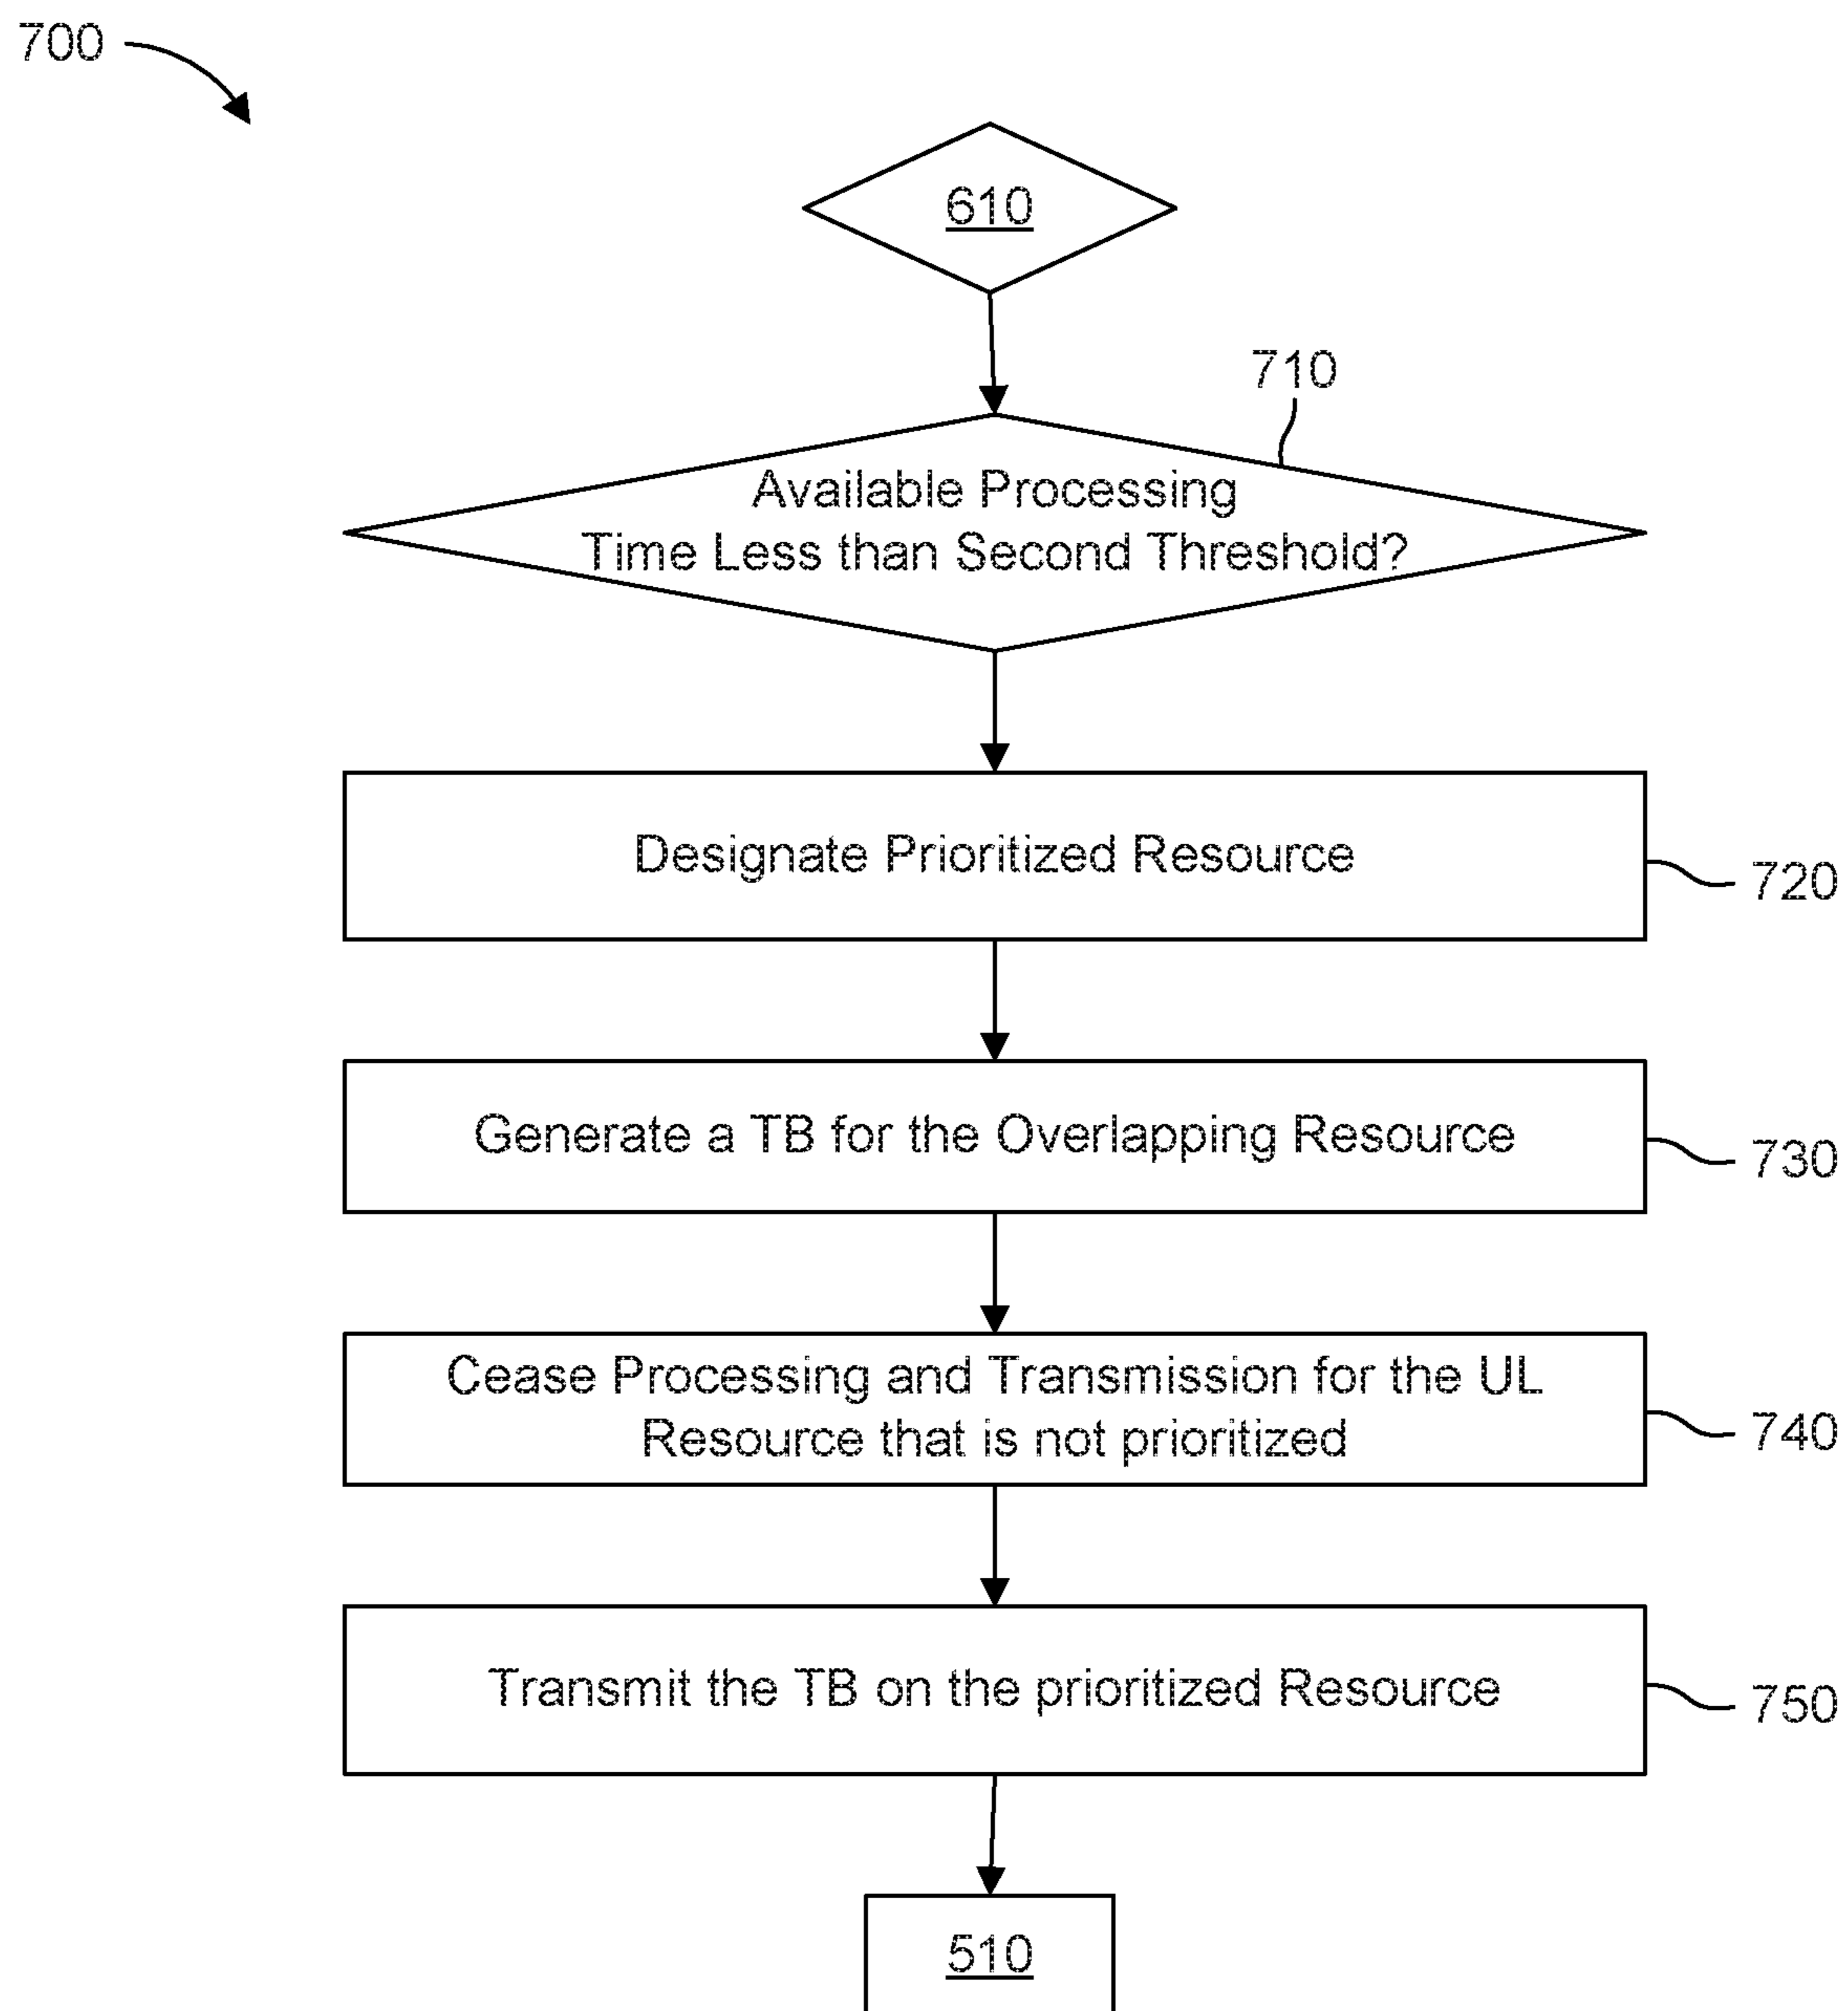 700
610
710
Available Processing
Time Less than Second Threshold?
Designate Prioritized Resource
720
Generate a TB for the Overlapping Resource
730
Cease Processing and Transmission for the UL
Resource that is not prioritized
740
Transmit the TB on the prioritized Resource
750
510